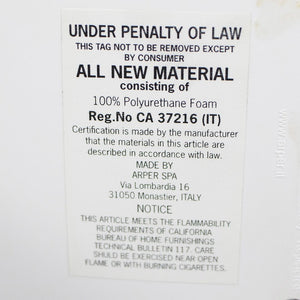 UNDER PENALTY OF LAW
THIS TAG NOT TO BE REMOVED EXCEPT
BY CONSUMER
ALL NEW MATERIAL
consisting of
100% Polyurethane Foam
Reg.No CA 37216 (IT)
Certification is made by the manufacturer
that the materials in this article are
described in accordance with law.
MADE BY
ARPER SPA
Via Lombardia 16
31050 Monastier, ITALY
NOTICE
THIS ARTICLE MEETS THE FLAMMABILITY
REQUIREMENTS OF CALIFORNIA
BUREAU OF HOME FURNISHINGS
TECHNICAL BULLETIN 117. CARE
SHOULD BE EXERCISED NEAR OPEN
FLAME OR WITH BURNING CIGARETTES.